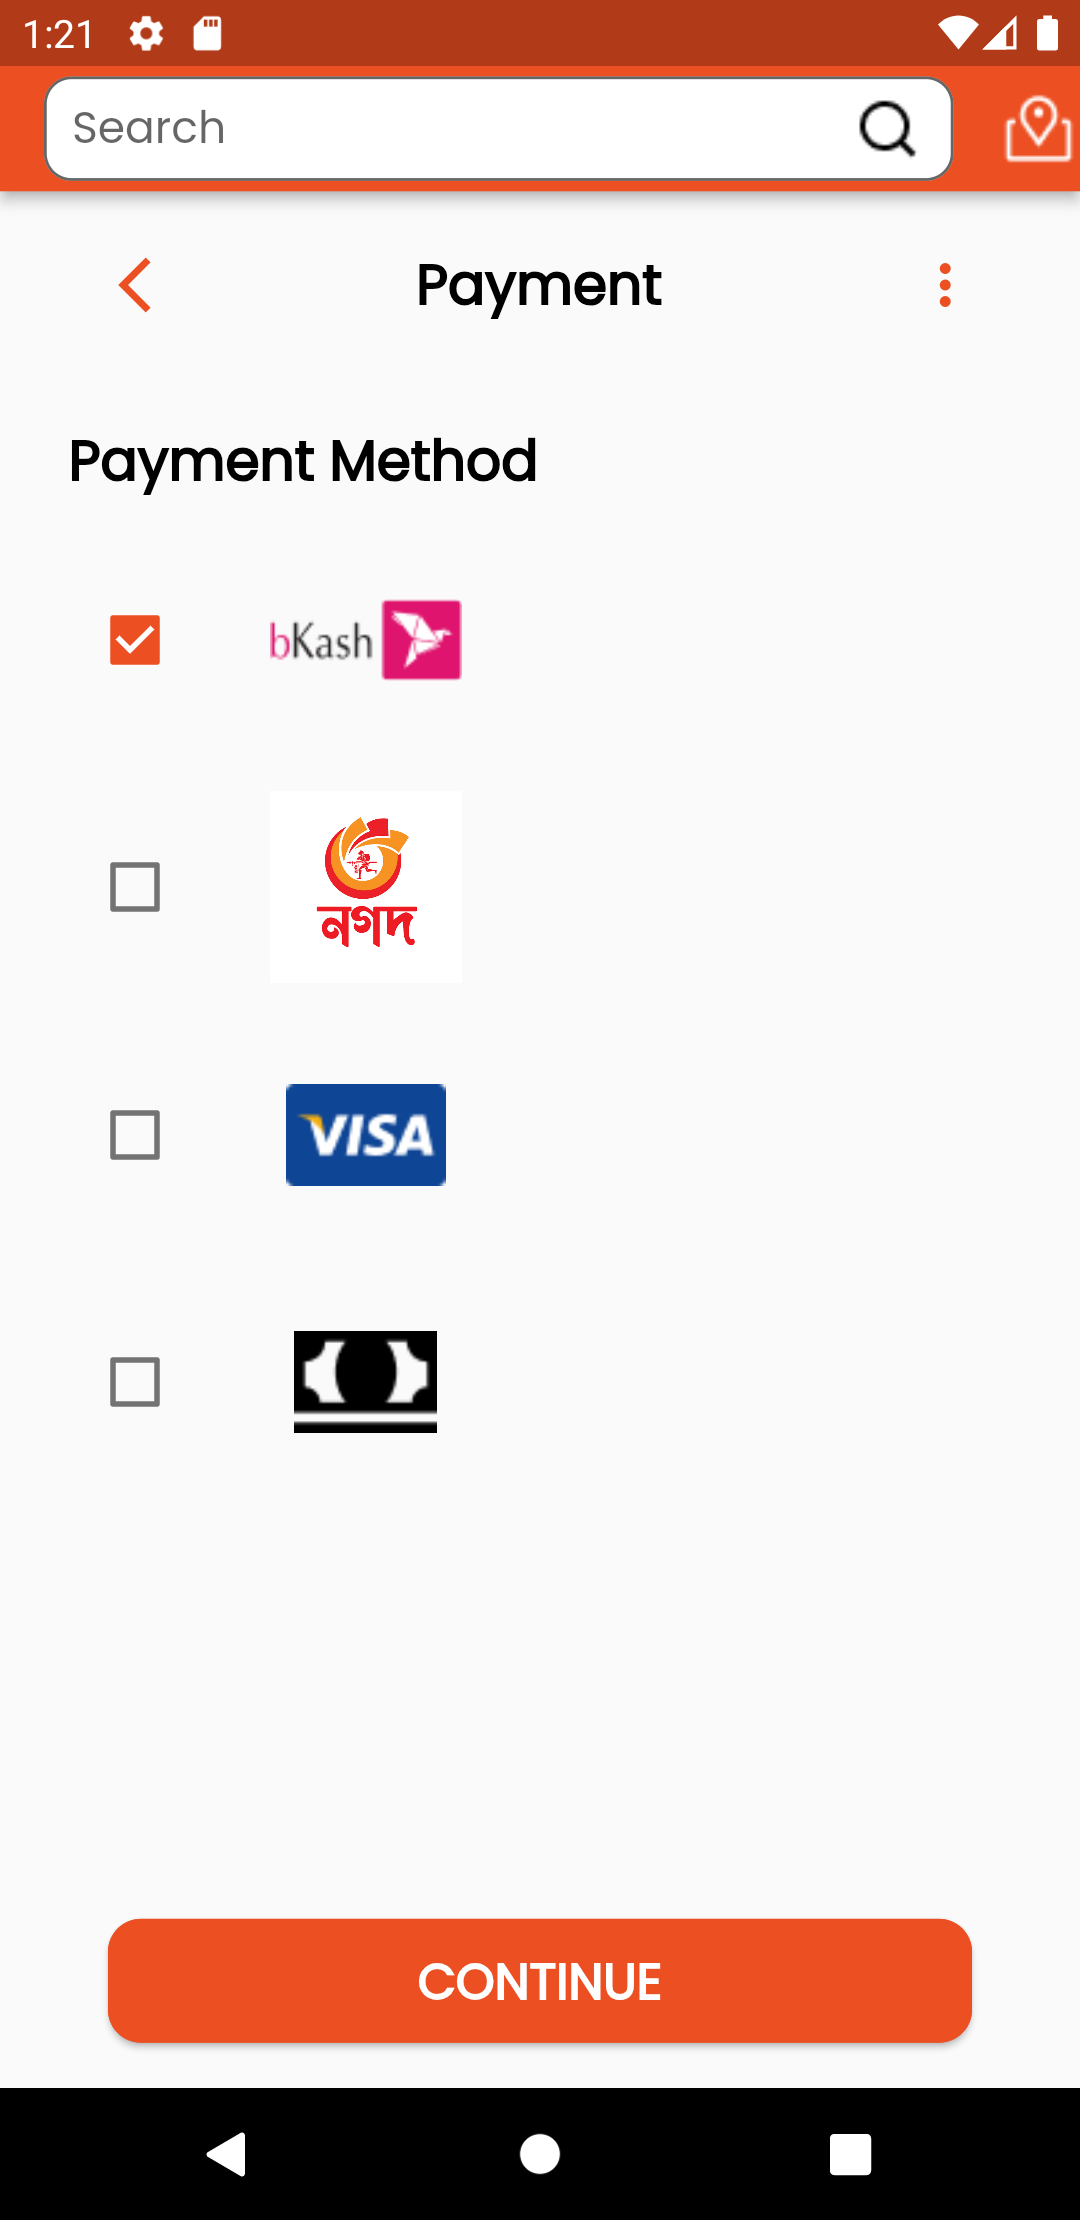 1:21
Search
Payment
Payment Method
bKash
নগদ
VISA
CONTINUE